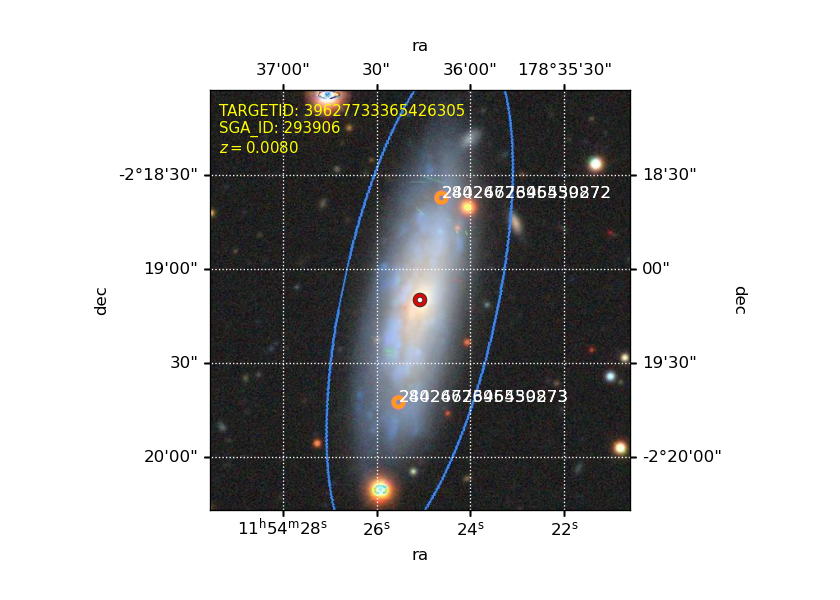 ra
37'00" 30" 36'00" 178°35'30"
TARGETID: 39627733365426305
SGA_ID: 293906
z = 0.0080
-2°18'30" 18'30"
19'00" 00"
dec dec
30" 19'30"
20'00" -2°20'00"
11h54m28s 26s 24s 22s
ra